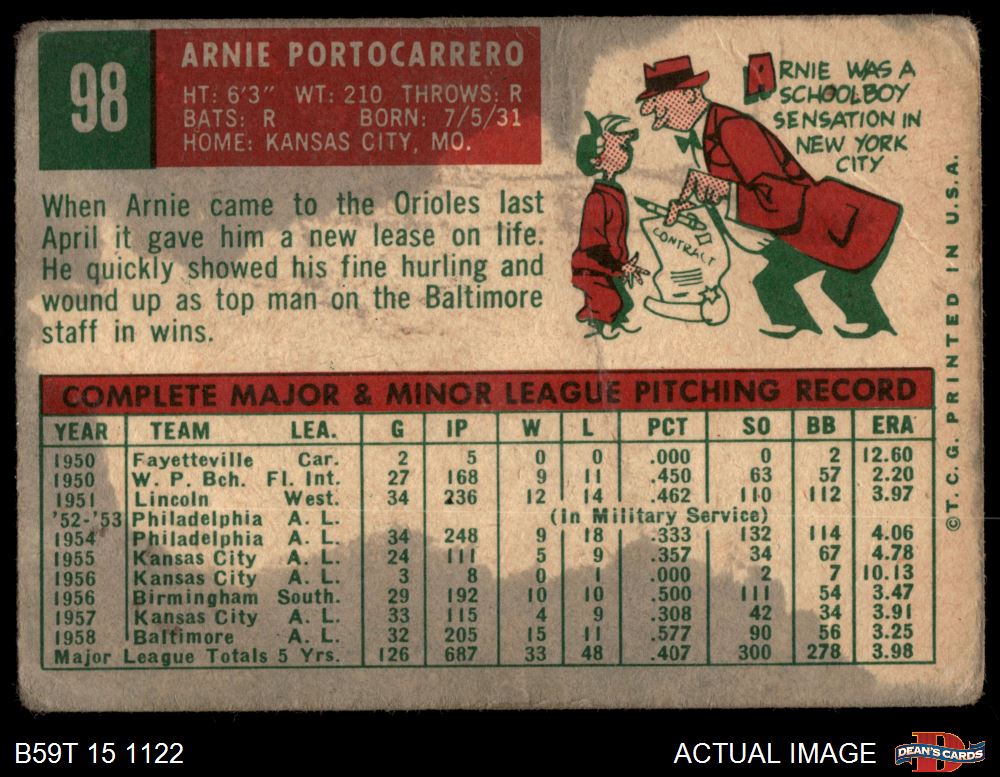 98
ARNIE PORTOCARRERO
HT: 6'3" WT: 210 THROWS: R
BATS: R BORN: 7/5/31
HOME: KANSAS CITY, MO.
ARNIE WAS A
SCHOOLBOY
SENSATION IN
NEW YORK
CITY
CONTRACT
When Arnie came to the Orioles last
April it gave him a new lease on life.
He quickly showed his fine hurling and
wound up as top man on the Baltimore
staff in wins.
COMPLETE MAJOR & MINOR LEAGUE PITCHING RECORD
YEAR TEAM LEA. G IP W L PCT SO BB ERA
1950 Fayetteville Car. 2 5 0 0 .000 0 2 12.60
1950 W. P. Bch. Fl. Int. 27 168 9 11 .450 63 57 2.20
1951 Lincoln West. 34 236 12 14 .462 110 112 3.97
'52-'53 Philadelphia A. L. (In Military Service)
1954 Philadelphia A. L. 34 248 9 18 .333 132 114 4.06
1955 Kansas City A. L. 24 111 5 9 .357 34 67 4.78
1956 Kansas City A. L. 3 8 0 1 .000 2 7 10.13
1956 Birmingham South. 29 192 10 10 .500 111 54 3.47
1957 Kansas City A. L. 33 115 4 9 .308 42 34 3.91
1958 Baltimore A. L. 32 205 15 11 .577 90 56 3.25
Major League Totals 5 Yrs. 126 687 33 48 .407 300 278 3.98
©T.C.G. PRINTED IN U.S.A.
B59T 15 1122
ACTUAL IMAGE
DEAN'S CARDS